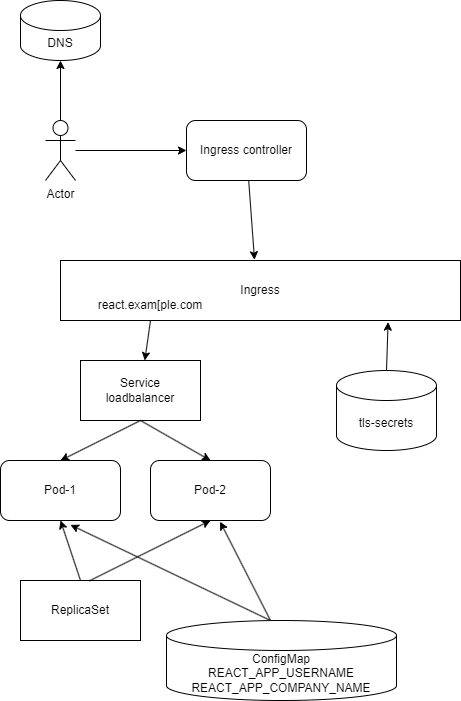 DNS
Actor
Ingress controller
Ingress
react.exam[ple.com
Service
loadbalancer
tls-secrets
Pod-1
Pod-2
ReplicaSet
ConfigMap
REACT_APP_USERNAME
REACT_APP_COMPANY_NAME